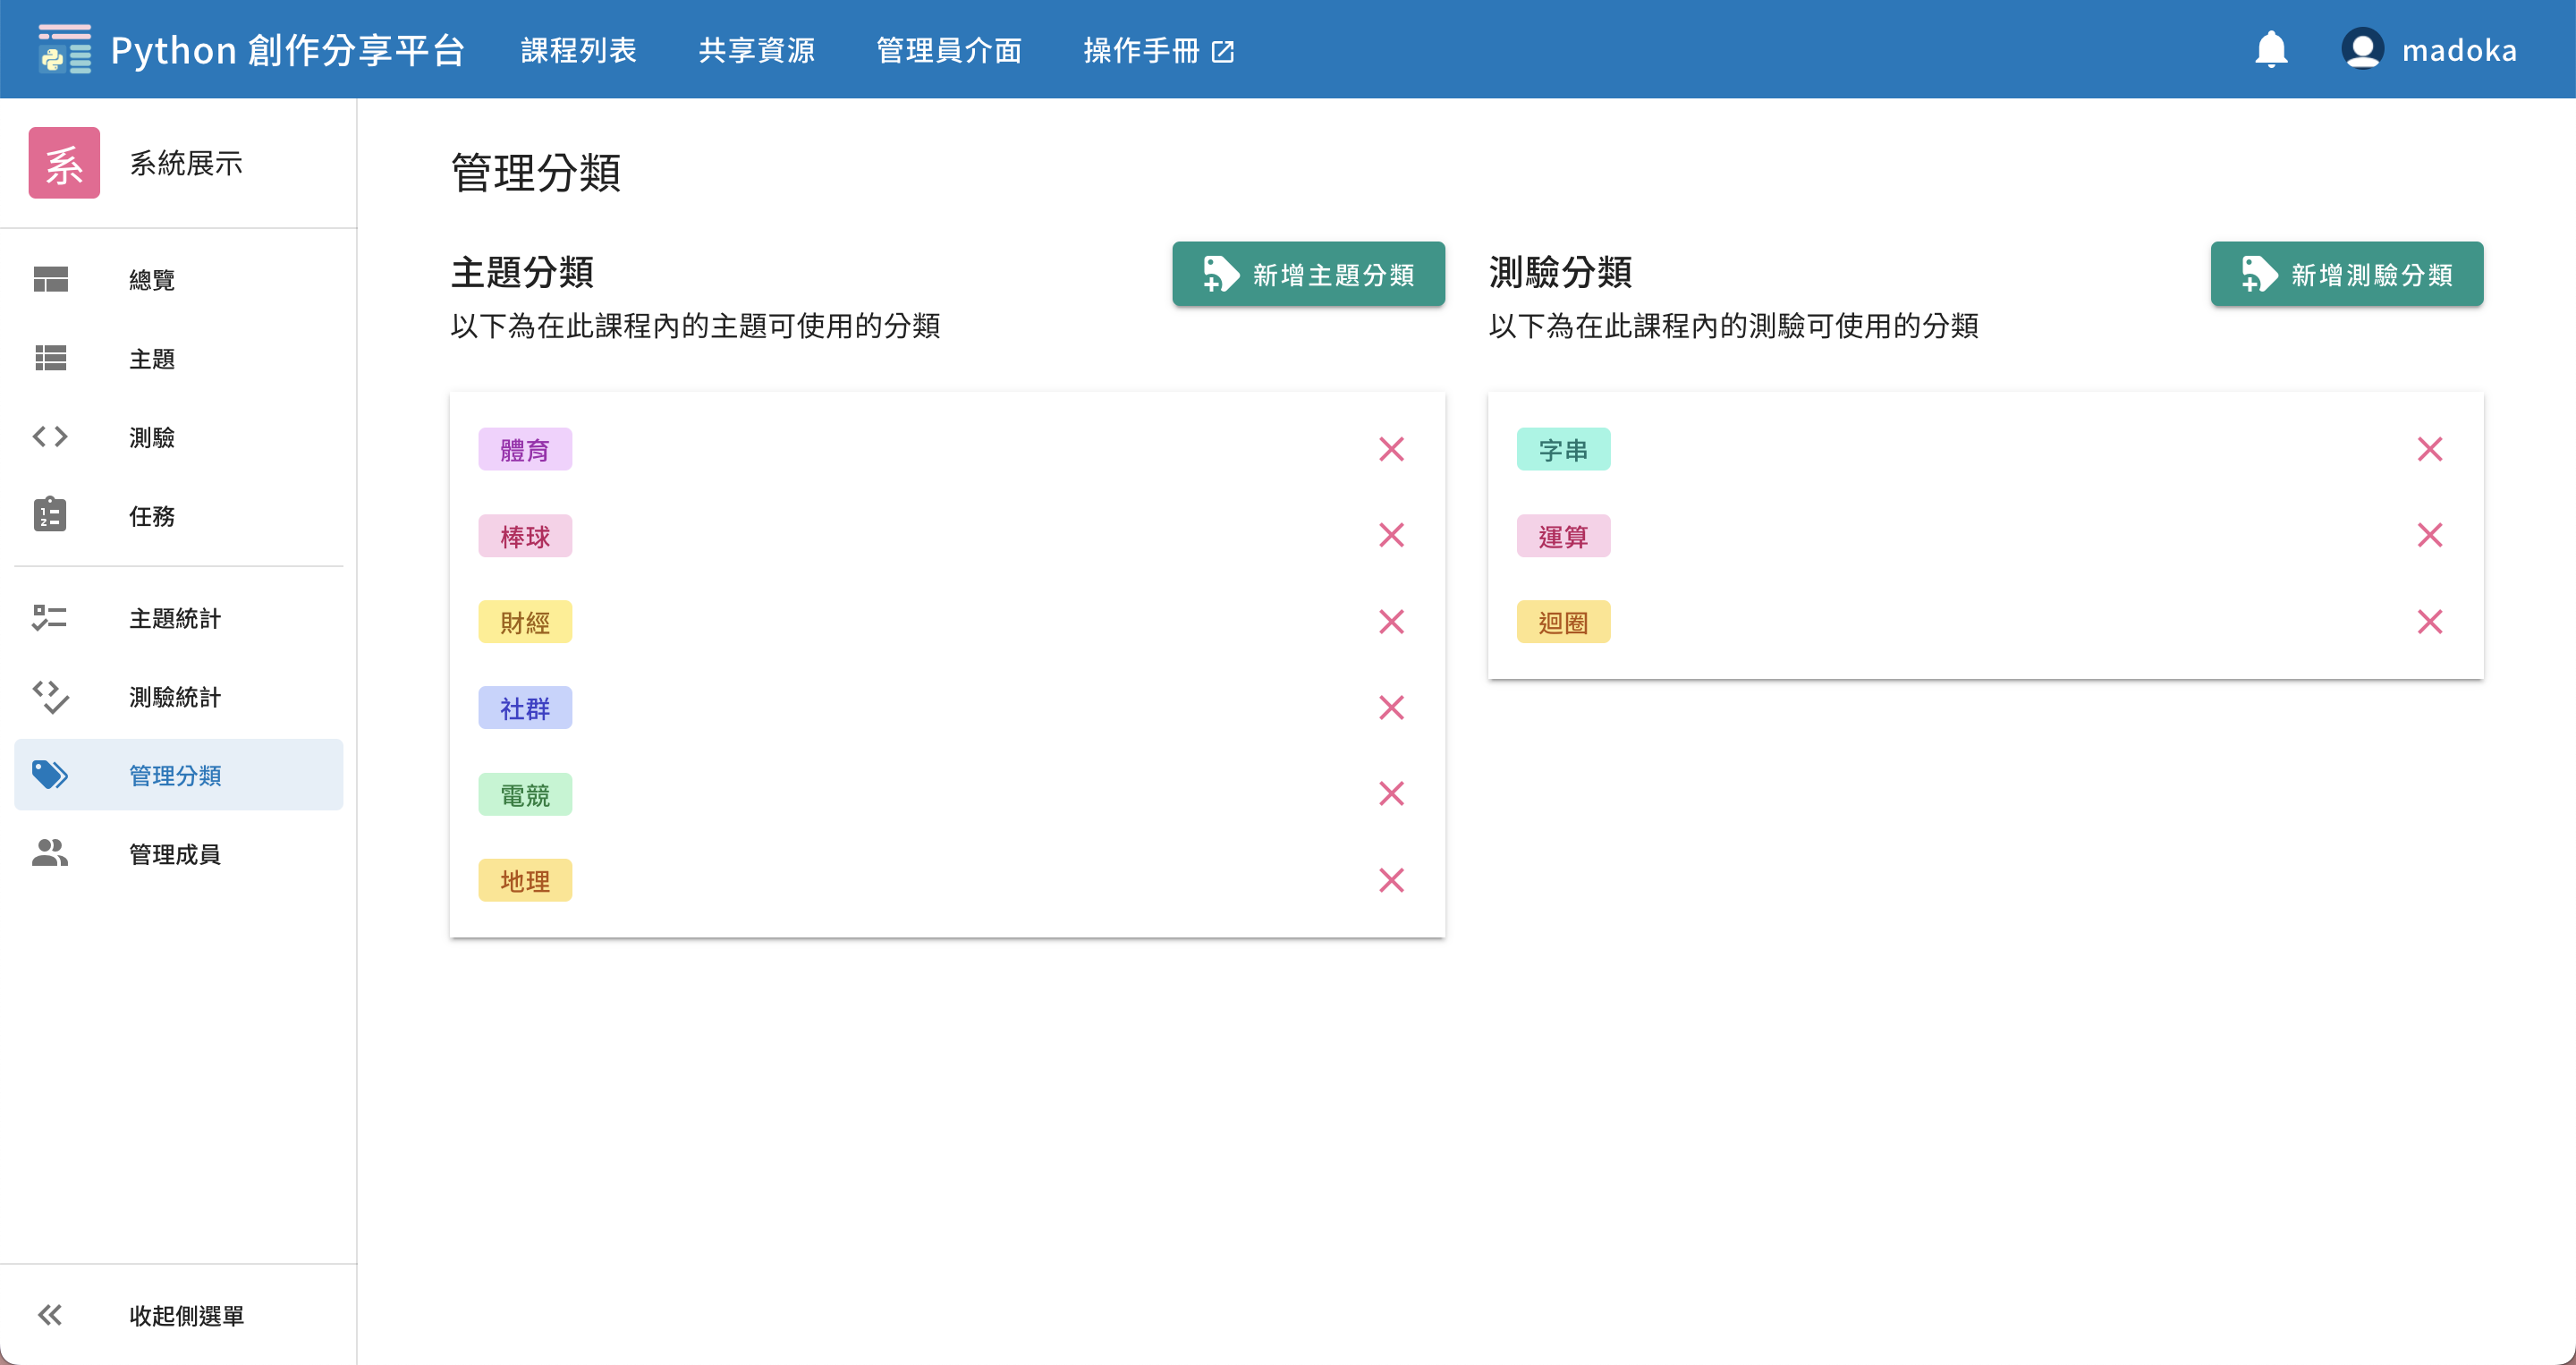 Python 創作分享平台 課程列表 共享資源 管理員介面 操作手冊 madoka
系 系統展示
總覽
主題
測驗
任務
主題統計
測驗統計
管理分類
管理成員
收起側選單
管理分類
主題分類 新增主題分類
以下為在此課程內的主題可使用的分類
體育
棒球
財經
社群
電競
地理
測驗分類 新增測驗分類
以下為在此課程內的測驗可使用的分類
字串
運算
迴圈